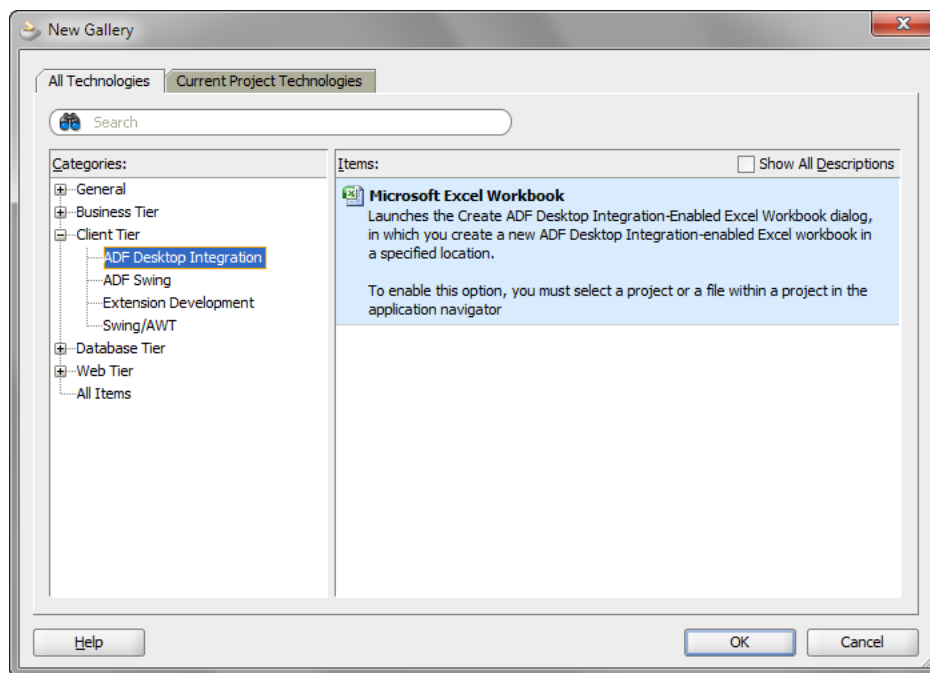 New Gallery
All Technologies
Current Project Technologies
Search
Categories:
General
Business Tier
Client Tier
ADF Desktop Integration
ADF Swing
Extension Development
Swing/AWT
Database Tier
Web Tier
All Items
Items:
Show All Descriptions
Microsoft Excel Workbook
Launches the Create ADF Desktop Integration-Enabled Excel Workbook dialog,
in which you create a new ADF Desktop Integration-enabled Excel workbook in
a specified location.
To enable this option, you must select a project or a file within a project in the
application navigator
Help
OK
Cancel